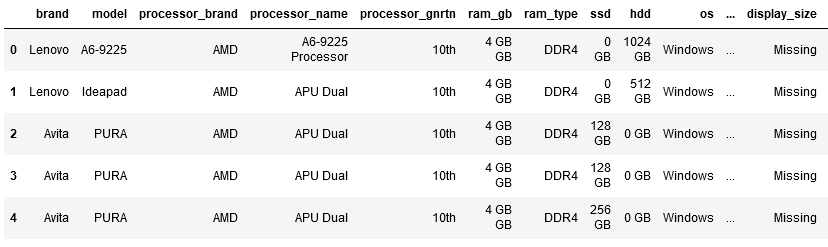 brand model processor_brand processor_name processor_gnrtn ram_gb ram_type ssd hdd os ... display_size
0 Lenovo A6-9225 AMD A6-9225 Processor 10th 4 GB GB DDR4 0 GB 1024 GB Windows ... Missing
1 Lenovo Ideapad AMD APU Dual 10th 4 GB GB DDR4 0 GB 512 GB Windows ... Missing
2 Avita PURA AMD APU Dual 10th 4 GB GB DDR4 128 GB 0 GB Windows ... Missing
3 Avita PURA AMD APU Dual 10th 4 GB GB DDR4 128 GB 0 GB Windows ... Missing
4 Avita PURA AMD APU Dual 10th 4 GB GB DDR4 256 GB 0 GB Windows ... Missing